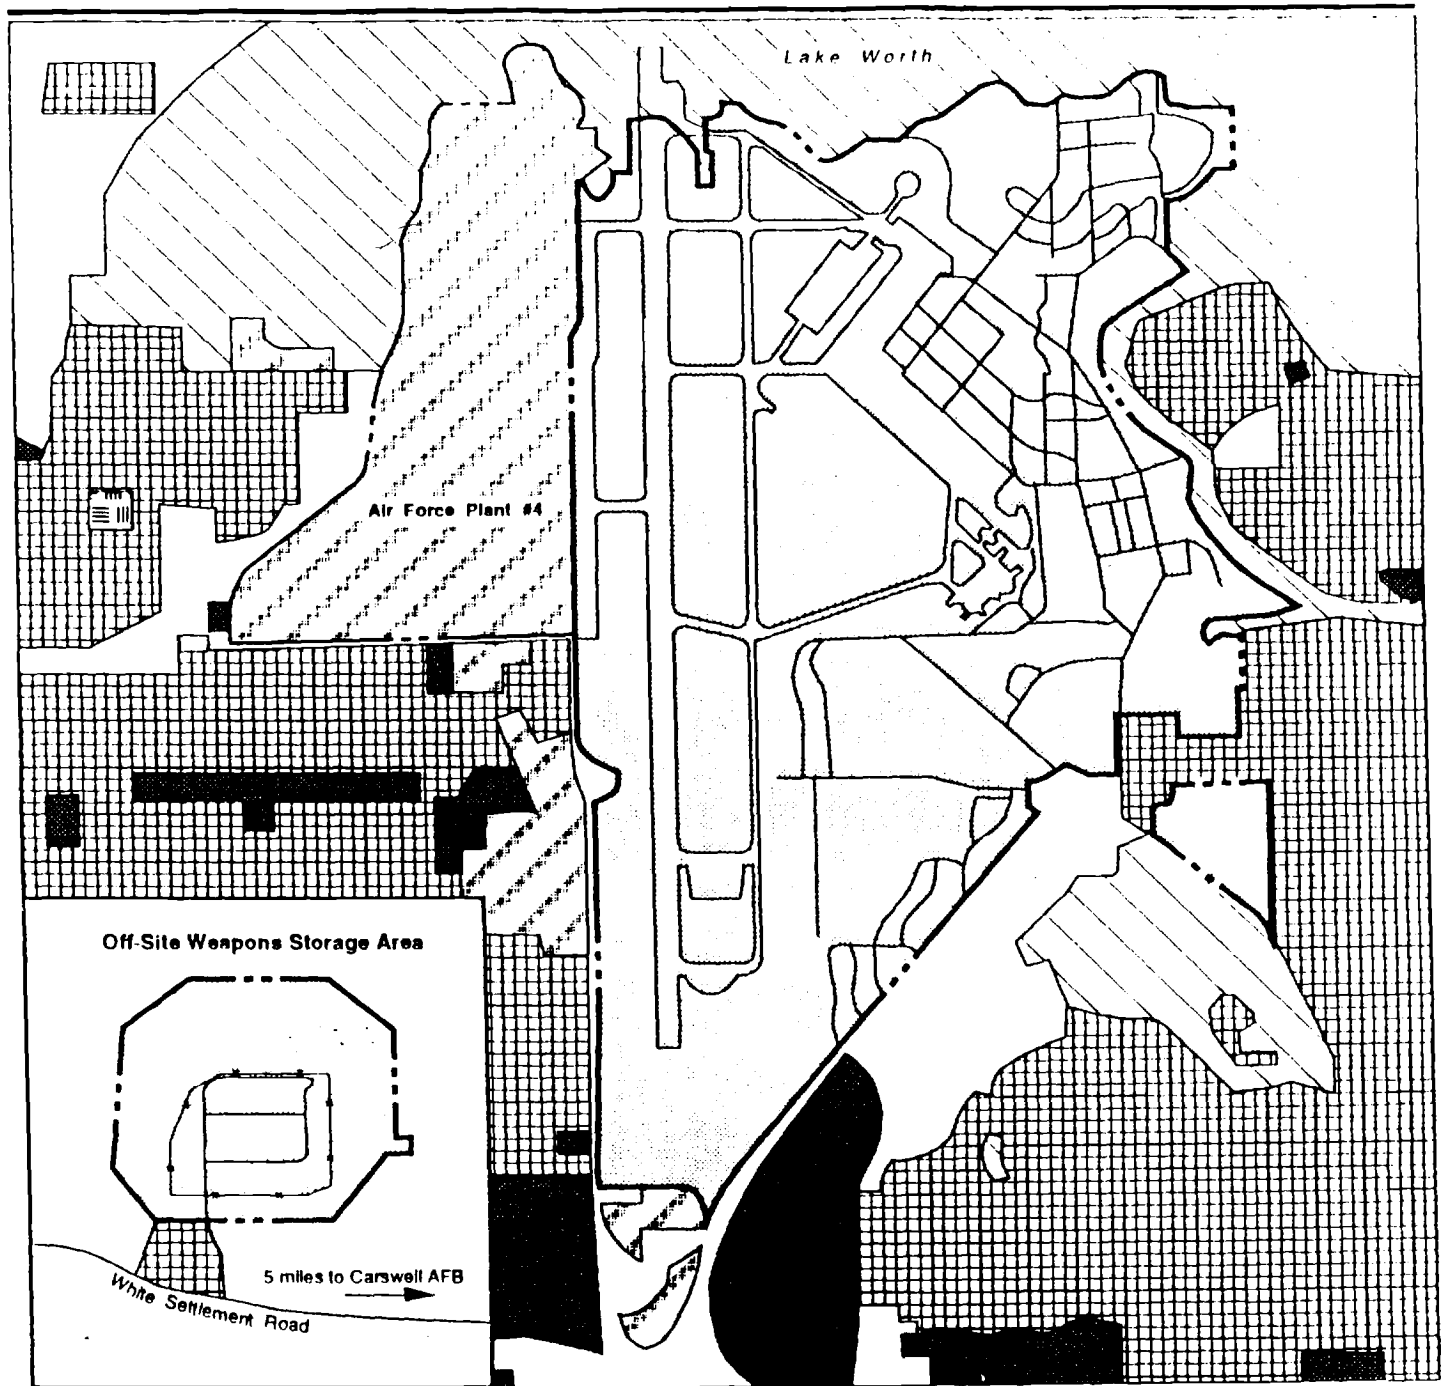 Lake Worth
Air Force Plant #4
Off-Site Weapons Storage Area
5 miles to Carswell AFB
White Settlement Road